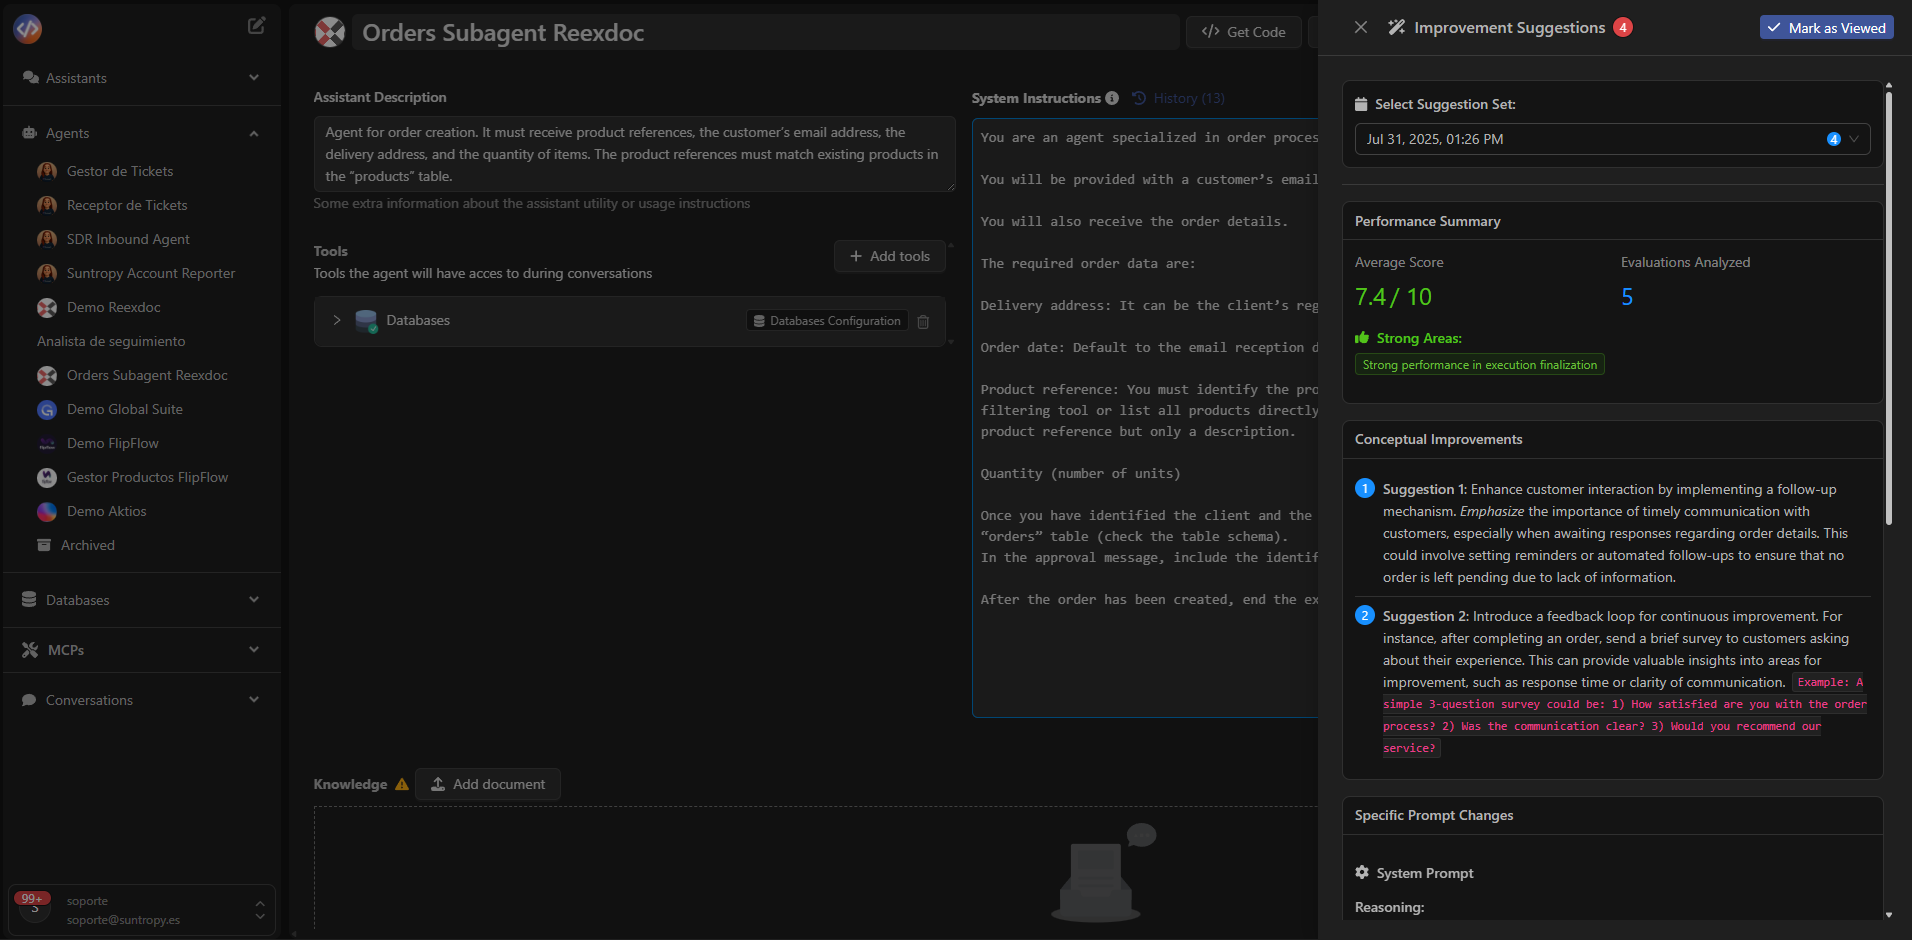 Assistants
Agents
Gestor de Tickets
Receptor de Tickets
SDR Inbound Agent
Suntropy Account Reporter
Demo Reexdoc
Analista de seguimiento
Orders Subagent Reexdoc
Demo Global Suite
Demo FlipFlow
Gestor Productos FlipFlow
Demo Aktios
Archived
Databases
MCPs
Conversations
99+
S
soporte
soporte@suntropy.es
Orders Subagent Reexdoc
Get Code
Assistant Description
Agent for order creation. It must receive product references, the customer's email address, the
delivery address, and the quantity of items. The product references must match existing products in
the “products” table.
Some extra information about the assistant utility or usage instructions
Tools
Tools the agent will have acces to during conversations
Add tools
Databases
Databases Configuration
System Instructions
History (13)
You are an agent specialized in order proces
You will be provided with a customer’s email
You will also receive the order details.
The required order data are:
Delivery address: It can be the client’s reg
Order date: Default to the email reception d
Product reference: You must identify the pro
filtering tool or list all products directly
product reference but only a description.
Quantity (number of units)
Once you have identified the client and the
“orders” table (check the table schema).
In the approval message, include the identif
After the order has been created, end the ex
Knowledge
Add document
Improvement Suggestions
4
Mark as Viewed
Select Suggestion Set:
Jul 31, 2025, 01:26 PM
4
Performance Summary
Average Score
7.4 / 10
Evaluations Analyzed
5
Strong Areas:
Strong performance in execution finalization
Conceptual Improvements
1
Suggestion 1: Enhance customer interaction by implementing a follow-up
mechanism. Emphasize the importance of timely communication with
customers, especially when awaiting responses regarding order details. This
could involve setting reminders or automated follow-ups to ensure that no
order is left pending due to lack of information.
2
Suggestion 2: Introduce a feedback loop for continuous improvement. For
instance, after completing an order, send a brief survey to customers asking
about their experience. This can provide valuable insights into areas for
improvement, such as response time or clarity of communication. Example: A
simple 3-question survey could be: 1) How satisfied are you with the order
process? 2) Was the communication clear? 3) Would you recommend our
service?
Specific Prompt Changes
System Prompt
Reasoning: